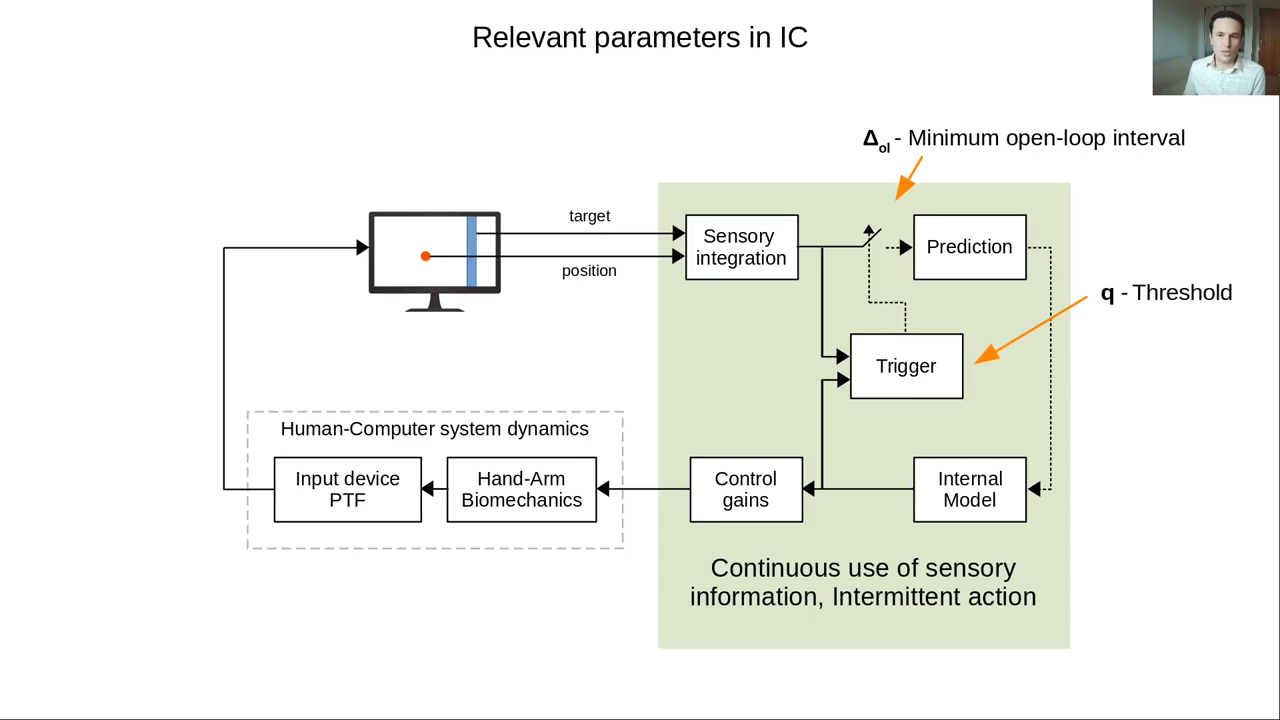 Relevant parameters in IC
Δol - Minimum open-loop interval
target
position
Sensory
integration
Prediction
q - Threshold
Trigger
Human-Computer system dynamics
Input device
PTF
Hand-Arm
Biomechanics
Control
gains
Internal
Model
Continuous use of sensory
information, Intermittent action